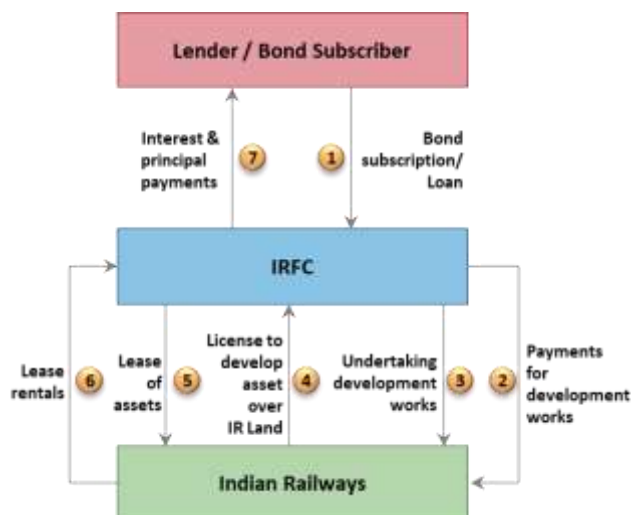 Lender / Bond Subscriber
Interest &
principal
payments
7
1
Bond
subscription/
Loan
IRFC
Lease
rentals
6
Lease
of
assets
5
License to
develop
asset
over
IR Land
4
Undertaking
development
works
3
2
Payments
for
development
works
Indian Railways